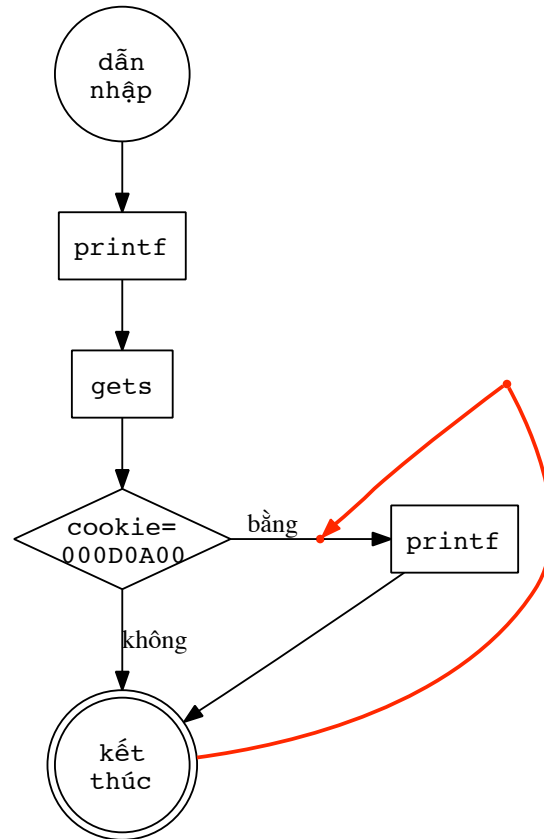 dẫn
nhập
printf
gets
cookie=
000D0A00
bằng
printf
không
kết
thúc